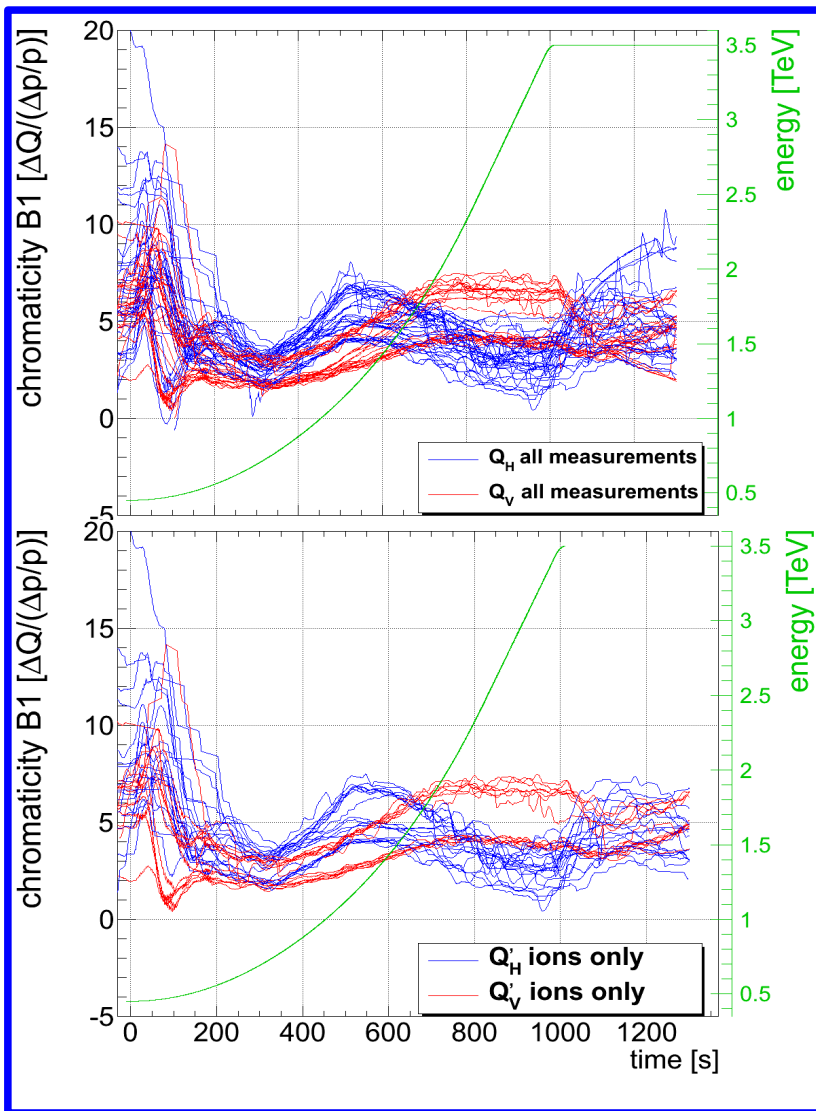 chromaticity B1 [ΔQ/(Δp/p)]
20
15
10
5
0
-5
energy [TeV]
3.5
3
2.5
2
1.5
1
0.5
Q_H all measurements
Q_V all measurements
chromaticity B1 [ΔQ/(Δp/p)]
20
15
10
5
0
-5
energy [TeV]
3.5
3
2.5
2
1.5
1
0.5
Q'_H ions only
Q'_V ions only
0 200 400 600 800 1000 1200
time [s]